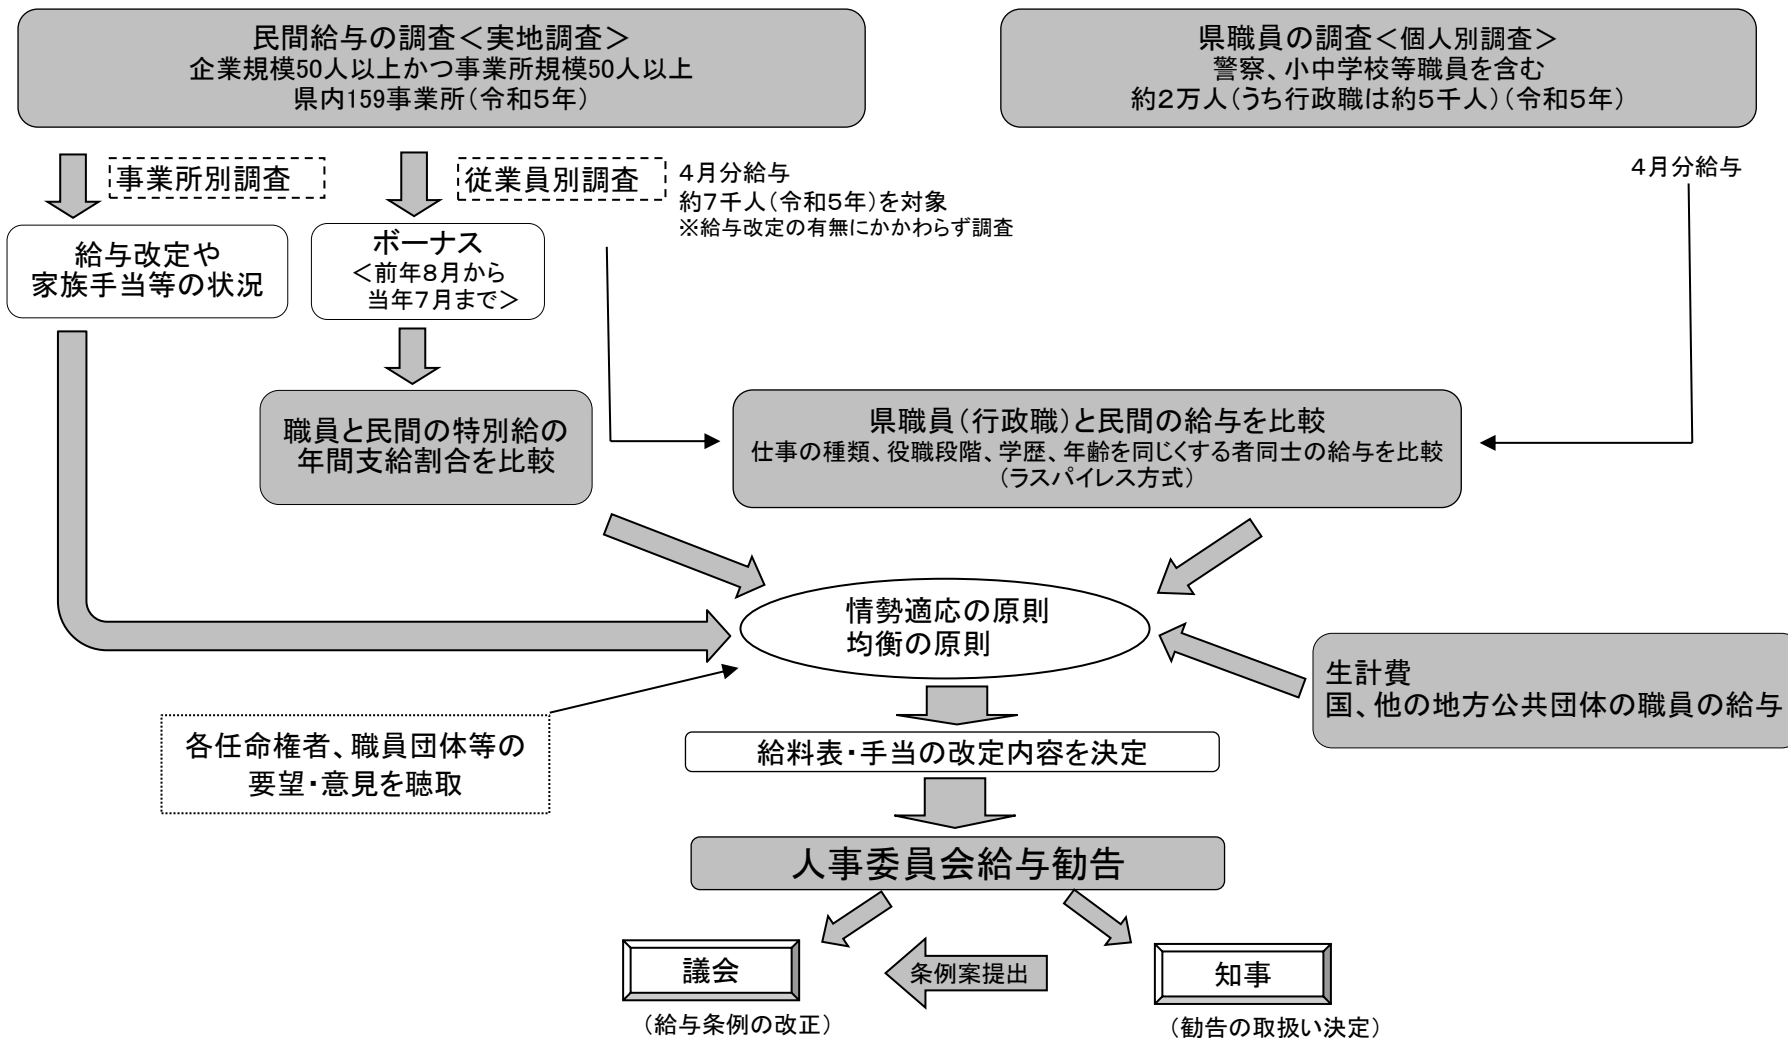 民間給与の調査＜実地調査＞
企業規模50人以上かつ事業所規模50人以上
県内159事業所（令和５年）
県職員の調査＜個人別調査＞
警察、小中学校等職員を含む
約２万人（うち行政職は約５千人）（令和５年）
事業所別調査
従業員別調査
４月分給与
約７千人（令和５年）を対象
※給与改定の有無にかかわらず調査
４月分給与
給与改定や
家族手当等の状況
ボーナス
＜前年８月から
当年７月まで＞
職員と民間の特別給の
年間支給割合を比較
県職員（行政職）と民間の給与を比較
仕事の種類、役職段階、学歴、年齢を同じくする者同士の給与を比較
（ラスパイレス方式）
情勢適応の原則
均衡の原則
生計費
国、他の地方公共団体の職員の給与
各任命権者、職員団体等の
要望・意見を聴取
給料表・手当の改定内容を決定
人事委員会給与勧告
議会
条例案提出
知事
（給与条例の改正）
（勧告の取扱い決定）